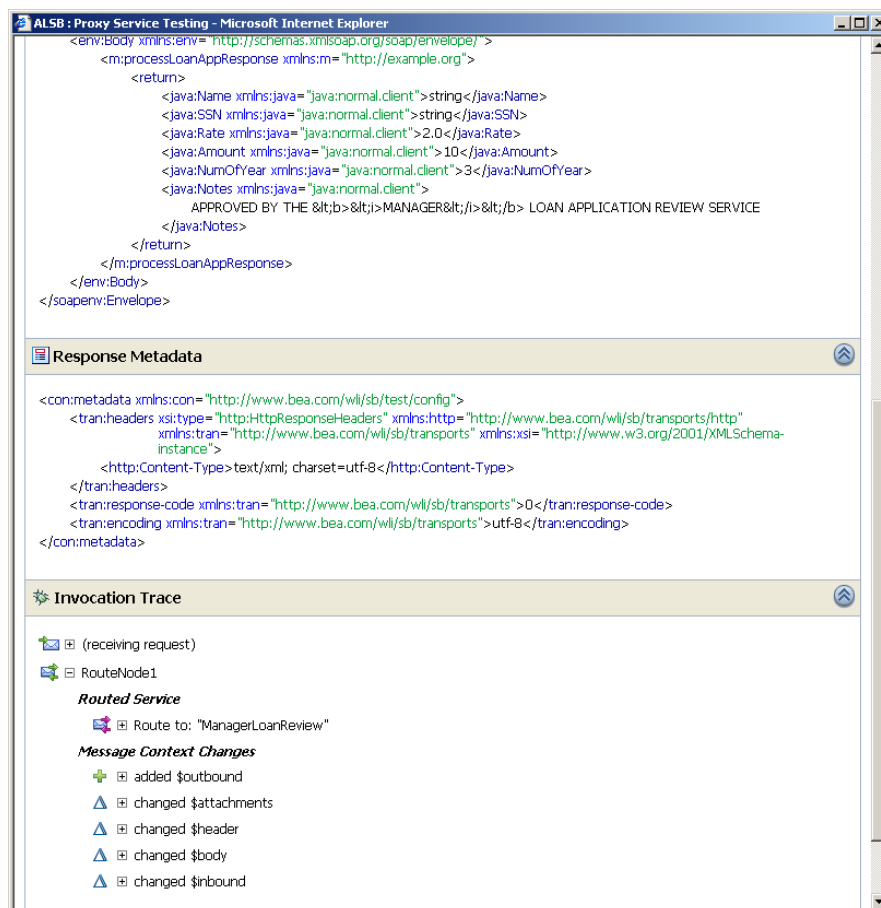 ALSB : Proxy Service Testing - Microsoft Internet Explorer
<env:Body xmlns:env="http://schemas.xmlsoap.org/soap/envelope/">
<m:processLoanAppResponse xmlns:m="http://example.org">
<return>
<java:Name xmlns:java="java:normal.client">string</java:Name>
<java:SSN xmlns:java="java:normal.client">string</java:SSN>
<java:Rate xmlns:java="java:normal.client">2.0</java:Rate>
<java:Amount xmlns:java="java:normal.client">10</java:Amount>
<java:NumOfYear xmlns:java="java:normal.client">3</java:NumOfYear>
<java:Notes xmlns:java="java:normal.client">
APPROVED BY THE &lt;b>&lt;i>MANAGER&lt;/i>&lt;/b> LOAN APPLICATION REVIEW SERVICE
</java:Notes>
</return>
</m:processLoanAppResponse>
</env:Body>
</soapenv:Envelope>
Response Metadata
<con:metadata xmlns:con="http://www.bea.com/wli/sb/test/config">
<tran:headers xsi:type="http:HttpResponseHeaders" xmlns:http="http://www.bea.com/wli/sb/transports/http"
xmlns:tran="http://www.bea.com/wli/sb/transports" xmlns:xsi="http://www.w3.org/2001/XMLSchema-
instance">
<http:Content-Type>text/xml; charset=utf-8</http:Content-Type>
</tran:headers>
<tran:response-code xmlns:tran="http://www.bea.com/wli/sb/transports">0</tran:response-code>
<tran:encoding xmlns:tran="http://www.bea.com/wli/sb/transports">utf-8</tran:encoding>
</con:metadata>
Invocation Trace
(receiving request)
RouteNode1
Routed Service
Route to: "ManagerLoanReview"
Message Context Changes
added $outbound
changed $attachments
changed $header
changed $body
changed $inbound